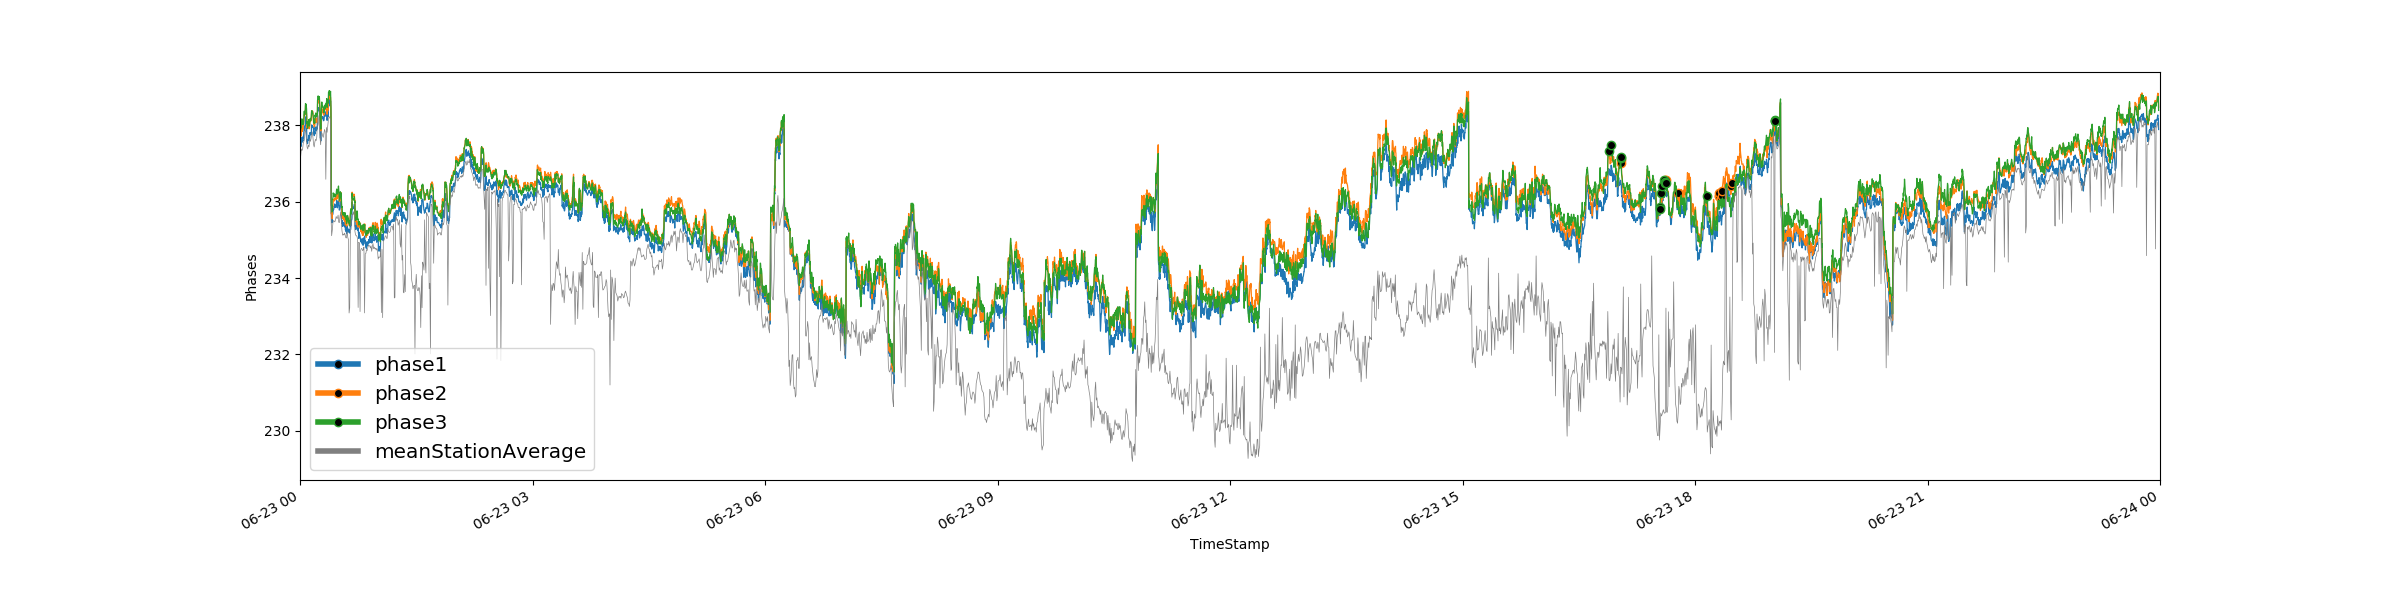 238
236
234
232
230
Phases
phase1
phase2
phase3
meanStationAverage
06-23 00
06-23 03
06-23 06
06-23 09
06-23 12
06-23 15
06-23 18
06-23 21
06-24 00
TimeStamp